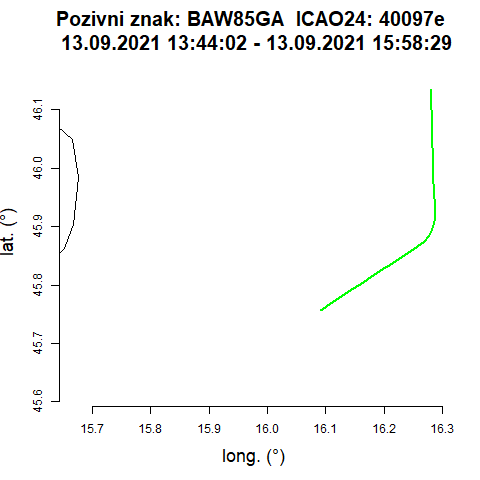 Pozivni znak: BAW85GA ICAO24: 40097e
13.09.2021 13:44:02 - 13.09.2021 15:58:29
46.1
46.0
45.9
45.8
45.7
45.6
lat. (°)
15.7 15.8 15.9 16.0 16.1 16.2 16.3
long. (°)